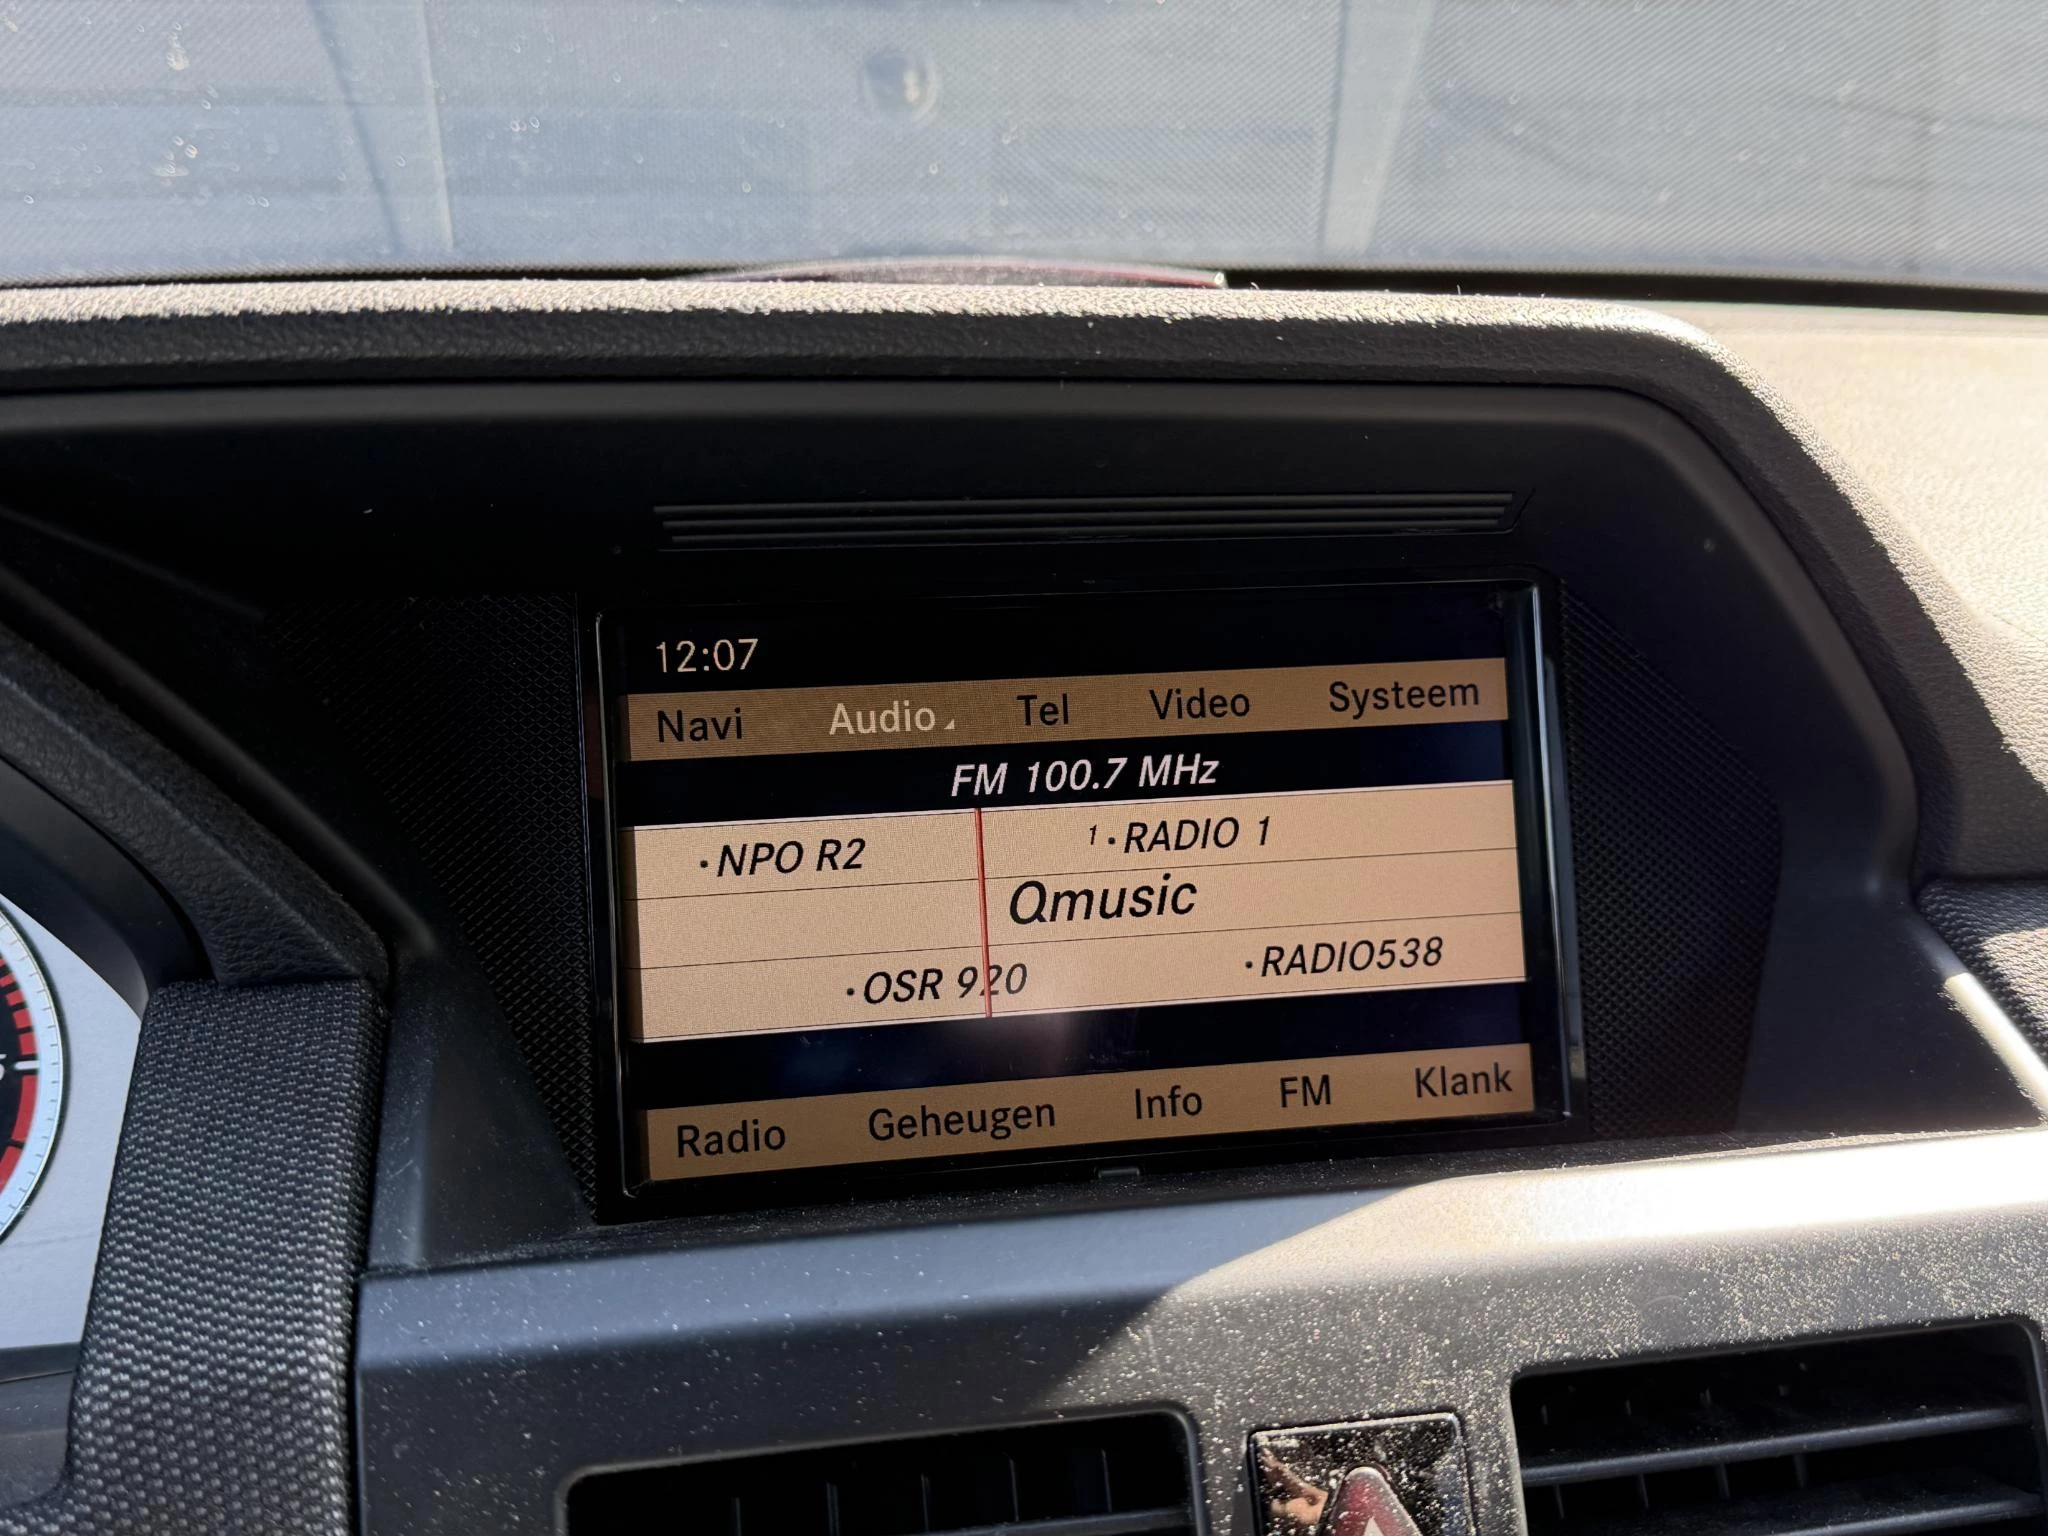 12:07
Navi Audio Tel Video Systeem
FM 100.7 MHz
·NPO R2 1 ·RADIO 1
Qmusic
·OSR 920 ·RADIO538
Radio Geheugen Info FM Klank